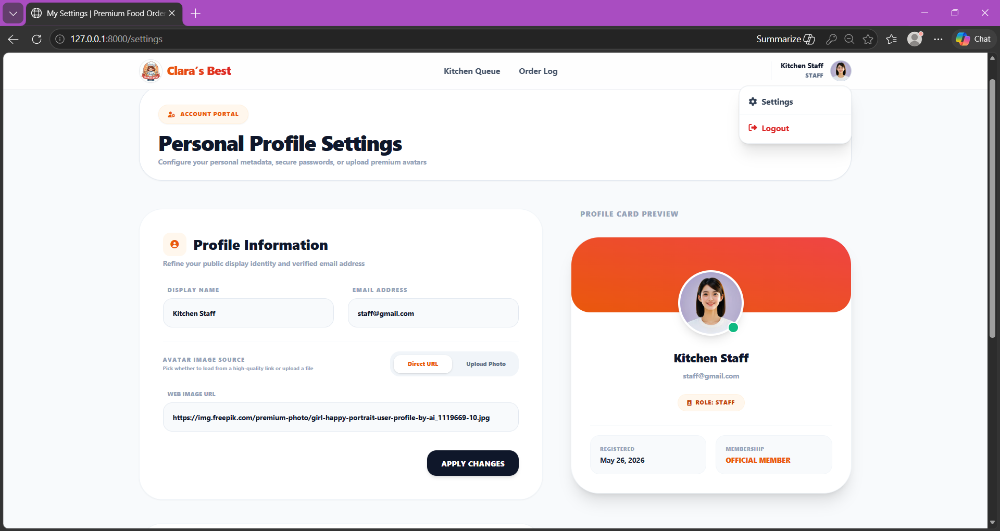 My Settings | Premium Food Orde
127.0.0.1:8000/settings
Summarize
Chat
Clara's Best
Kitchen Queue
Order Log
Kitchen Staff
STAFF
Settings
Logout
ACCOUNT PORTAL
Personal Profile Settings
Configure your personal metadata, secure passwords, or upload premium avatars
Profile Information
Refine your public display identity and verified email address
DISPLAY NAME
EMAIL ADDRESS
Kitchen Staff
staff@gmail.com
AVATAR IMAGE SOURCE
Pick whether to load from a high-quality link or upload a file
Direct URL
Upload Photo
WEB IMAGE URL
https://img.freepik.com/premium-photo/girl-happy-portrait-user-profile-by-ai_1119669-10.jpg
APPLY CHANGES
PROFILE CARD PREVIEW
Kitchen Staff
staff@gmail.com
ROLE: STAFF
REGISTERED
May 26, 2026
MEMBERSHIP
OFFICIAL MEMBER